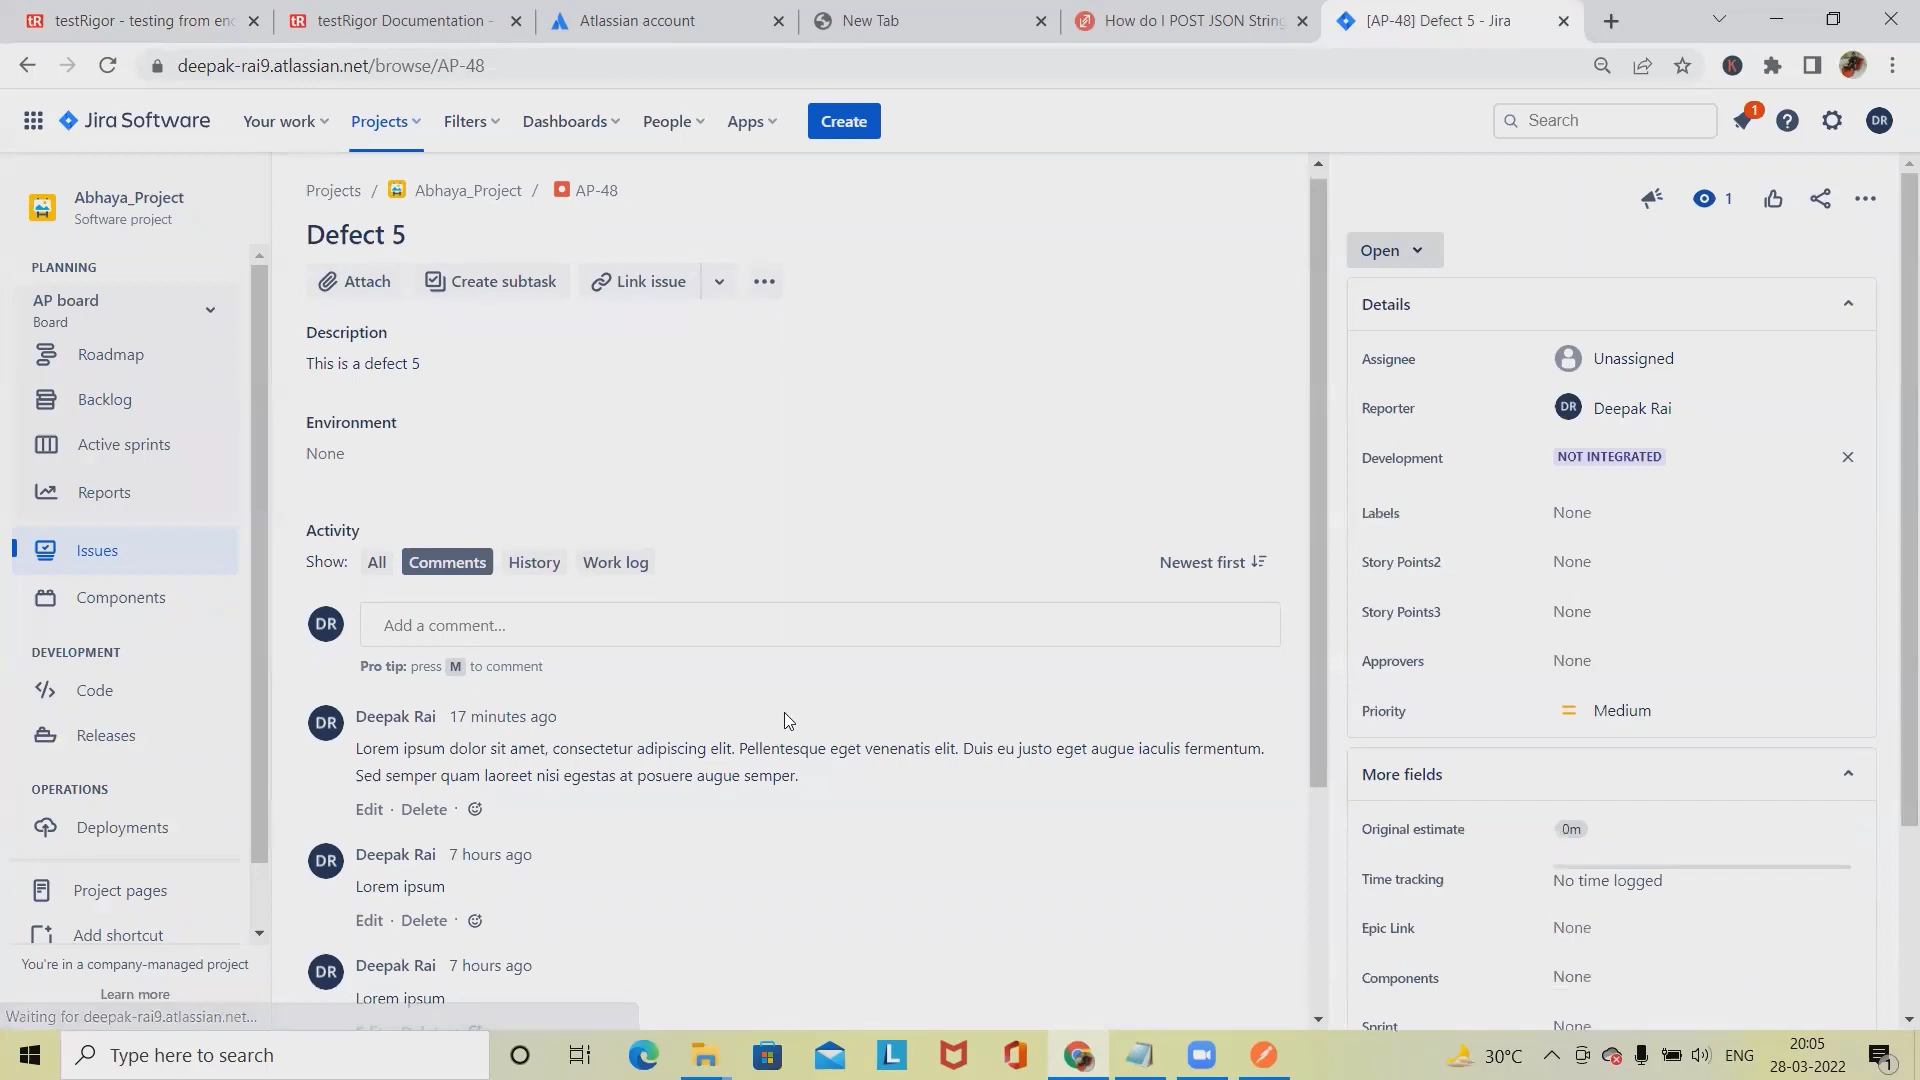 testRigor - testing from en
testRigor Documentation -
Atlassian account
New Tab
How do I POST JSON String
[AP-48] Defect 5 - Jira
deepak-rai9.atlassian.net/browse/AP-48
Jira Software
Your work
Projects
Filters
Dashboards
People
Apps
Create
Search
1
DR
Abhaya_Project
Software project
PLANNING
AP board
Board
Roadmap
Backlog
Active sprints
Reports
Issues
Components
DEVELOPMENT
Code
Releases
OPERATIONS
Deployments
Project pages
Add shortcut
You're in a company-managed project
Learn more
Waiting for deepak-rai9.atlassian.net...
Projects / Abhaya_Project / AP-48
Defect 5
Attach
Create subtask
Link issue
Description
This is a defect 5
Environment
None
Activity
Show: All Comments History Work log
Newest first
DR
Add a comment...
Pro tip: press M to comment
DR
Deepak Rai 17 minutes ago
Lorem ipsum dolor sit amet, consectetur adipiscing elit. Pellentesque eget venenatis elit. Duis eu justo eget augue iaculis fermentum.
Sed semper quam laoreet nisi egestas at posuere augue semper.
Edit · Delete ·
DR
Deepak Rai 7 hours ago
Lorem ipsum
Edit · Delete ·
DR
Deepak Rai 7 hours ago
Lorem ipsum
1
Open
Details
Assignee Unassigned
Reporter DR Deepak Rai
Development NOT INTEGRATED
Labels None
Story Points2 None
Story Points3 None
Approvers None
Priority Medium
More fields
Original estimate 0m
Time tracking No time logged
Epic Link None
Components None
Sprint None
Type here to search
30°C
ENG
20:05
28-03-2022
1